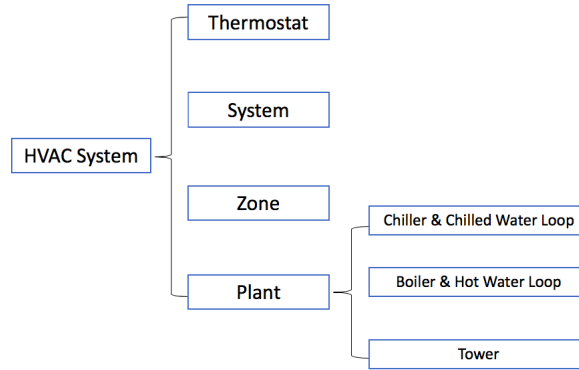 Thermostat
System
HVAC System
Zone
Chiller & Chilled Water Loop
Plant
Boiler & Hot Water Loop
Tower